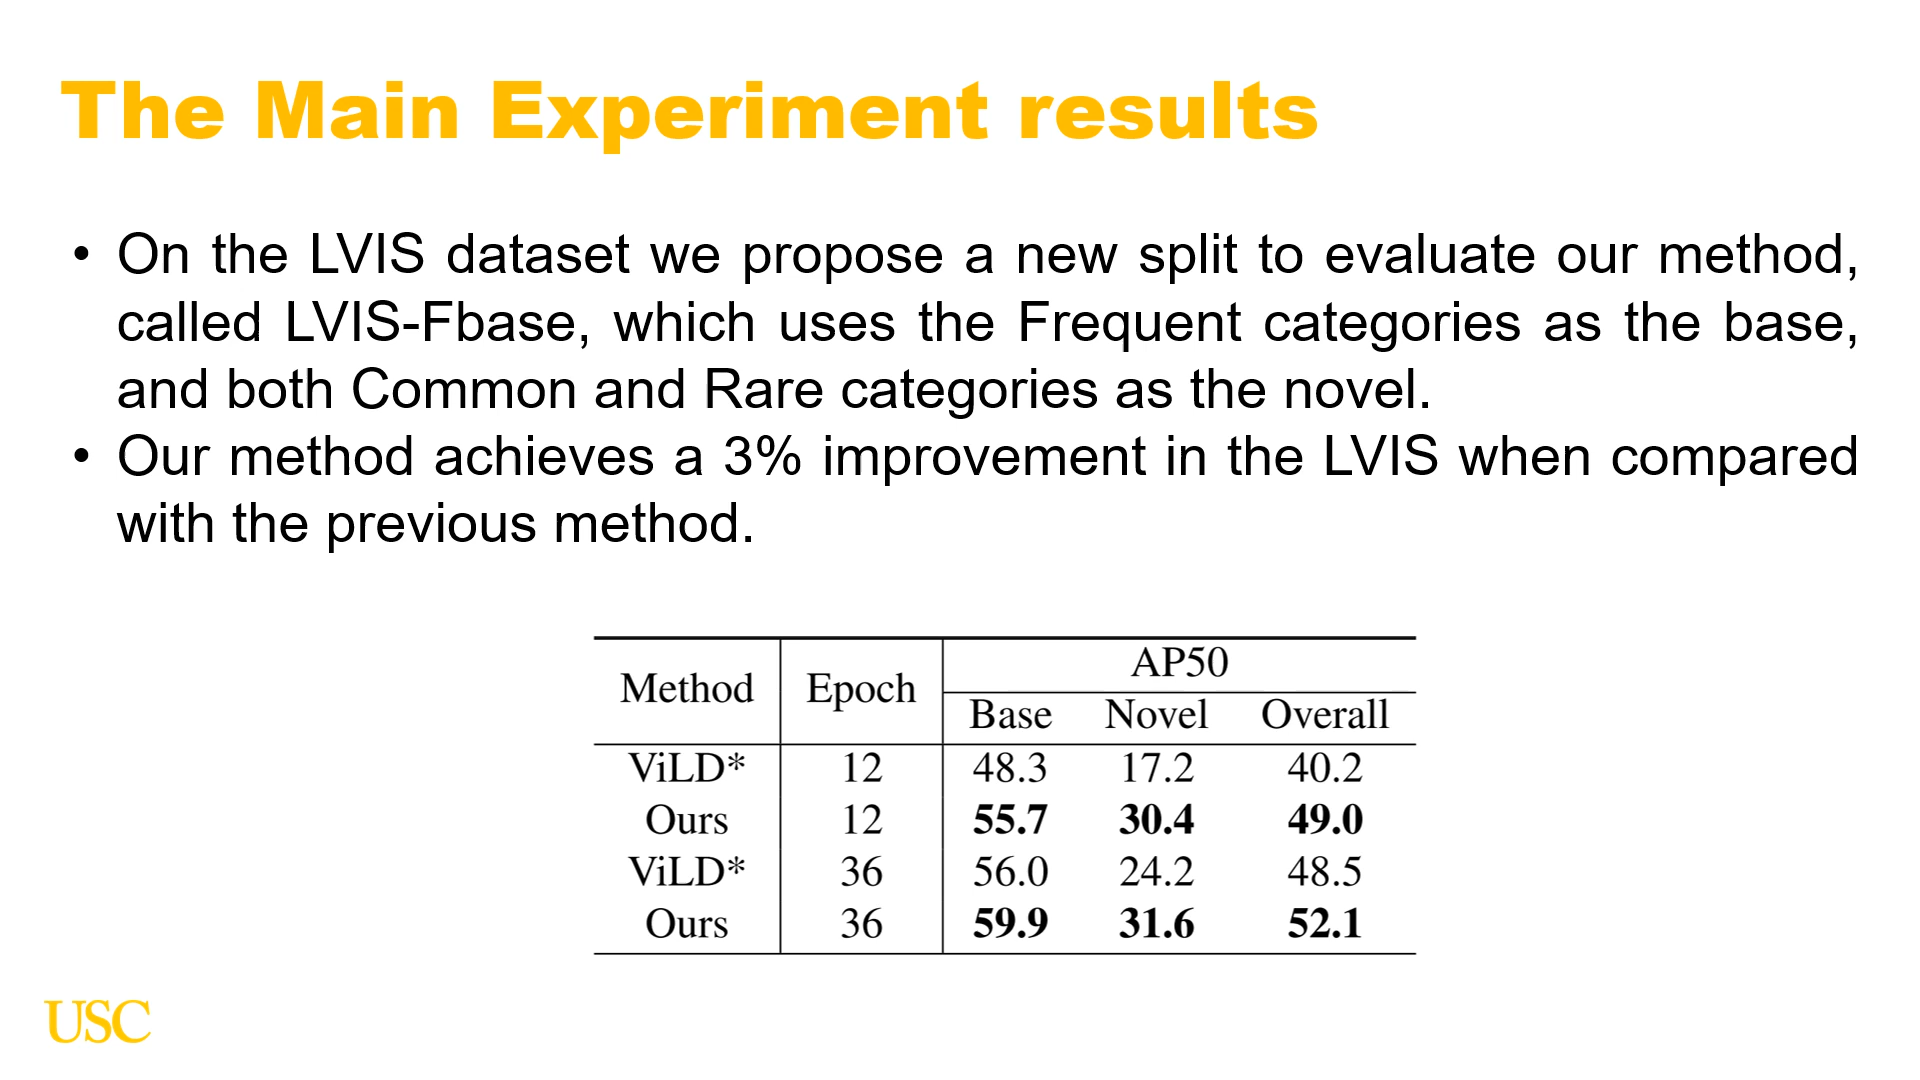 The Main Experiment results
• On the LVIS dataset we propose a new split to evaluate our method,
called LVIS-Fbase, which uses the Frequent categories as the base,
and both Common and Rare categories as the novel.
• Our method achieves a 3% improvement in the LVIS when compared
with the previous method.
Method Epoch AP50
Base Novel Overall
ViLD* 12 48.3 17.2 40.2
Ours 12 55.7 30.4 49.0
ViLD* 36 56.0 24.2 48.5
Ours 36 59.9 31.6 52.1
USC